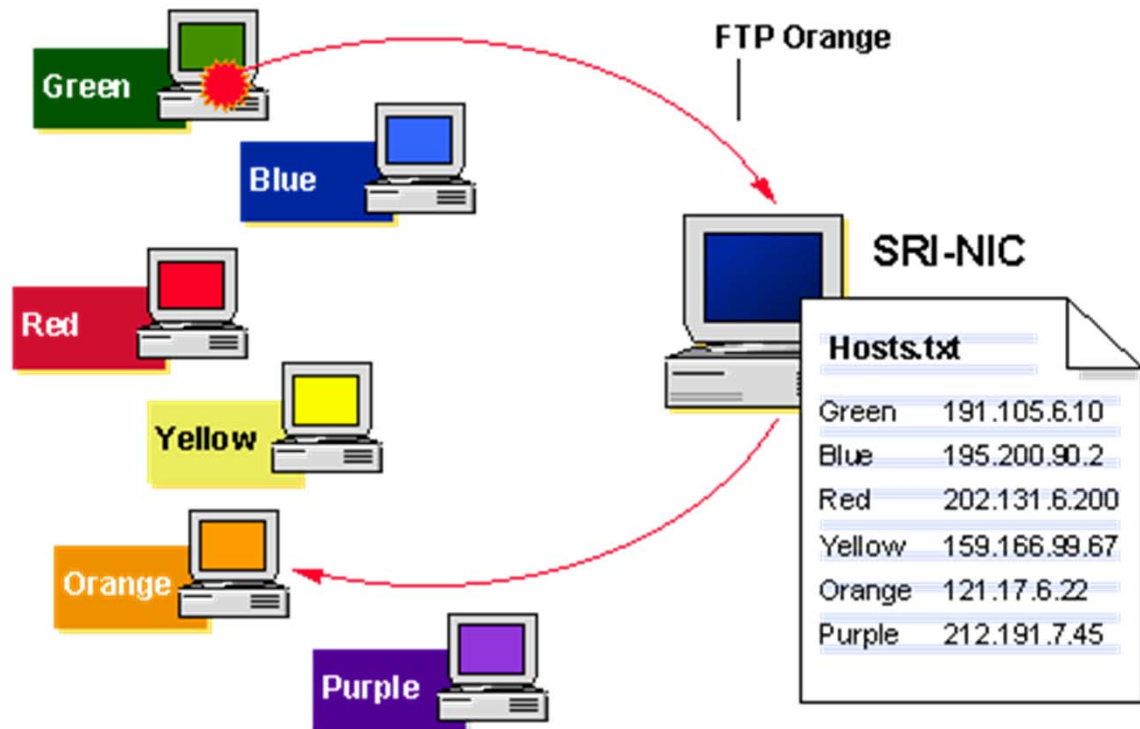 Green
FTP Orange
Blue
SRI-NIC
Red
Yellow
Orange
Purple
Hosts.txt
Green 191.105.6.10
Blue 195.200.90.2
Red 202.131.6.200
Yellow 159.166.99.67
Orange 121.17.6.22
Purple 212.191.7.45